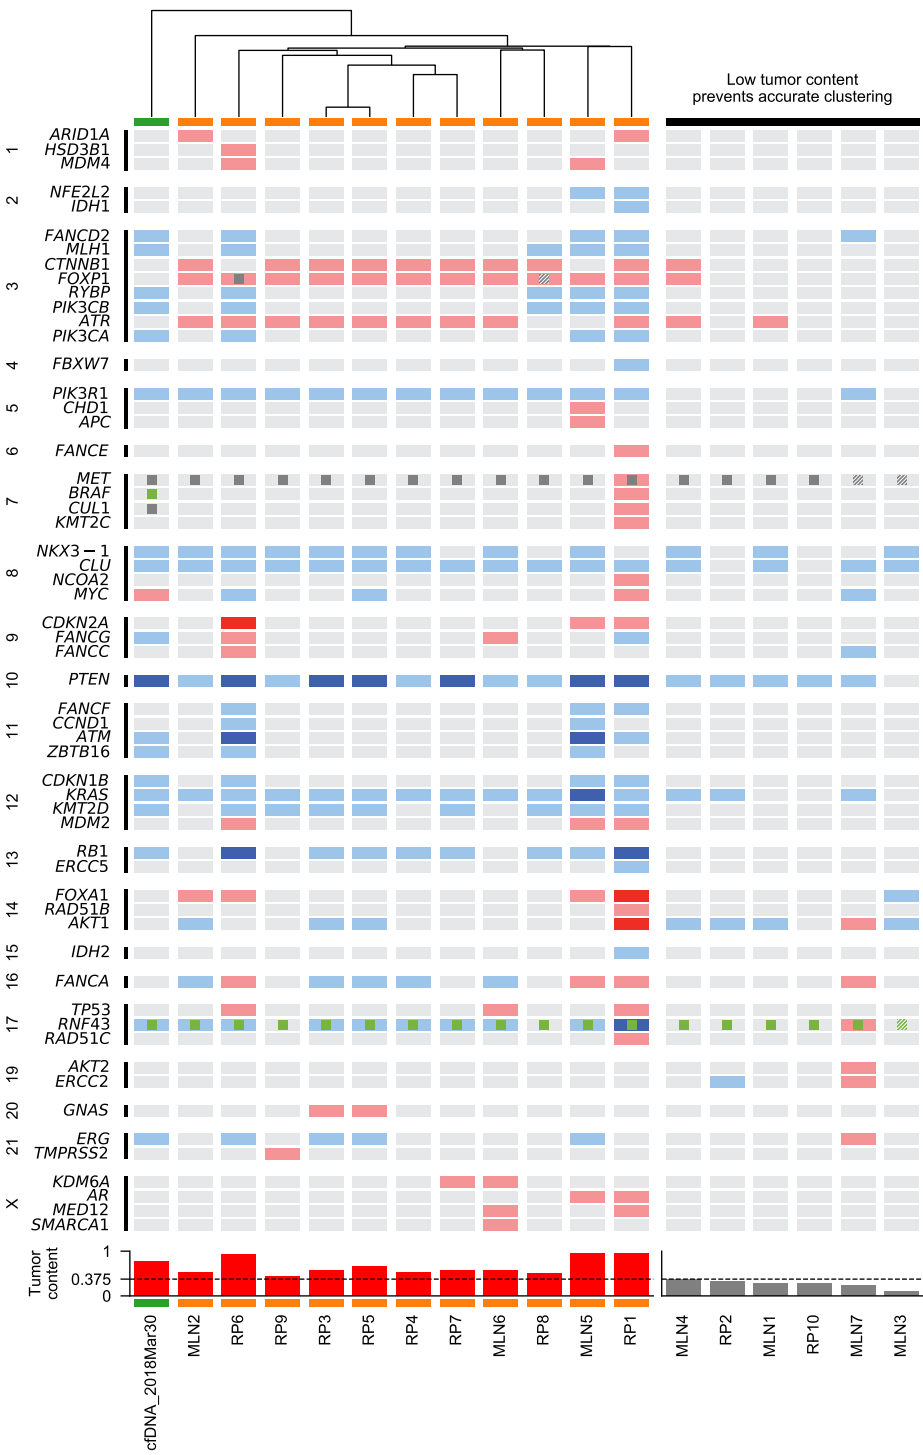 Low tumor content
prevents accurate clustering
1
ARID1A
HSD3B1
MDM4
2
NFE2L2
IDH1
3
FANCD2
MLH1
CTNNB1
FOXP1
RYBP
PIK3CB
ATR
PIK3CA
4
FBXW7
5
PIK3R1
CHD1
APC
6
FANCE
7
MET
BRAF
CUL1
KMT2C
8
NKX3−1
CLU
NCOA2
MYC
9
CDKN2A
FANCG
FANCC
10
PTEN
11
FANCF
CCND1
ATM
ZBTB16
12
CDKN1B
KRAS
KMT2D
MDM2
13
RB1
ERCC5
14
FOXA1
RAD51B
AKT1
15
IDH2
16
FANCA
17
TP53
RNF43
RAD51C
19
AKT2
ERCC2
20
GNAS
21
ERG
TMPRSS2
X
KDM6A
AR
MED12
SMARCA1
Tumor
content
1
0.375
0
cfDNA_2018Mar30
MLN2
RP6
RP9
RP3
RP5
RP4
RP7
MLN6
RP8
MLN5
RP1
MLN4
RP2
MLN1
RP10
MLN7
MLN3